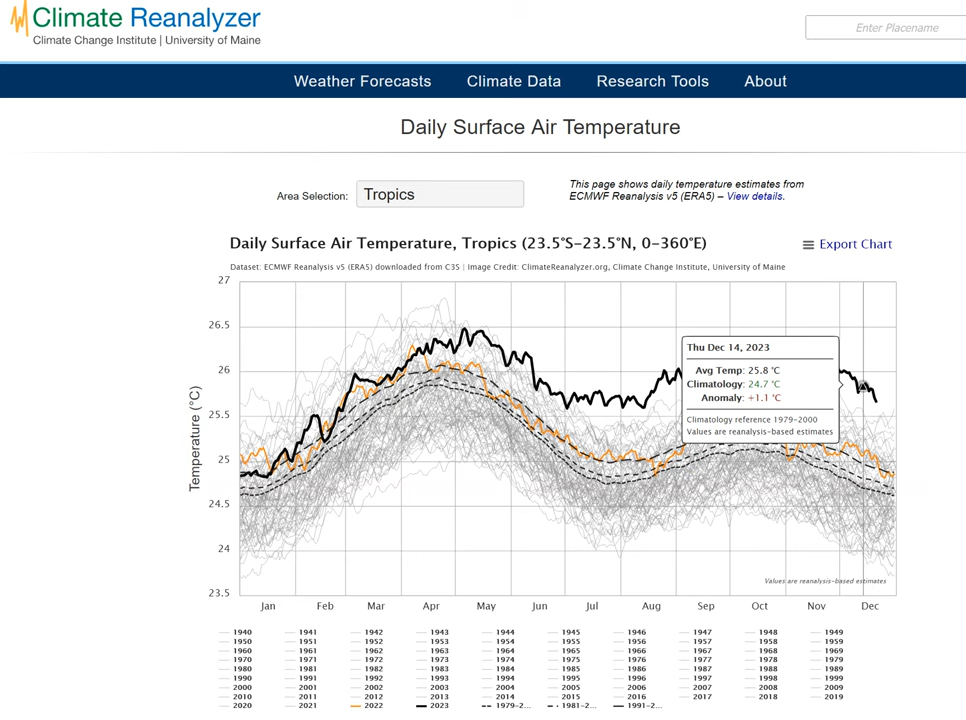 Climate Reanalyzer
Climate Change Institute | University of Maine
Enter Placename
Weather Forecasts Climate Data Research Tools About
Daily Surface Air Temperature
Area Selection: Tropics
This page shows daily temperature estimates from
ECMWF Reanalysis v5 (ERA5) – View details.
Daily Surface Air Temperature, Tropics (23.5°S–23.5°N, 0–360°E)
Export Chart
Dataset: ECMWF Reanalysis v5 (ERA5) downloaded from C3S | Image Credit: ClimateReanalyzer.org, Climate Change Institute, University of Maine
Temperature (°C)
27
26.5
26
25.5
25
24.5
24
23.5
Thu Dec 14, 2023
Avg Temp: 25.8 °C
Climatology: 24.7 °C
Anomaly: +1.1 °C
Climatology reference 1979–2000
Values are reanalysis-based estimates
Values are reanalysis-based estimates
Jan Feb Mar Apr May Jun Jul Aug Sep Oct Nov Dec
1940 1941 1942 1943 1944 1945 1946 1947 1948 1949
1950 1951 1952 1953 1954 1955 1956 1957 1958 1959
1960 1961 1962 1963 1964 1965 1966 1967 1968 1969
1970 1971 1972 1973 1974 1975 1976 1977 1978 1979
1980 1981 1982 1983 1984 1985 1986 1987 1988 1989
1990 1991 1992 1993 1994 1995 1996 1997 1998 1999
2000 2001 2002 2003 2004 2005 2006 2007 2008 2009
2010 2011 2012 2013 2014 2015 2016 2017 2018 2019
2020 2021 2022 2023 1979-2... 1981-2... 1991-2...